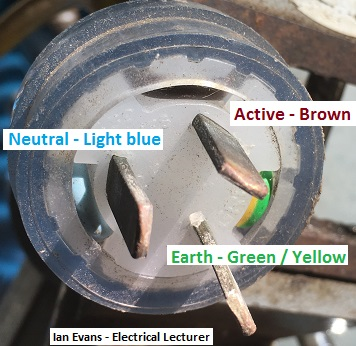 Active - Brown
Neutral - Light blue
Earth - Green / Yellow
Ian Evans - Electrical Lecturer